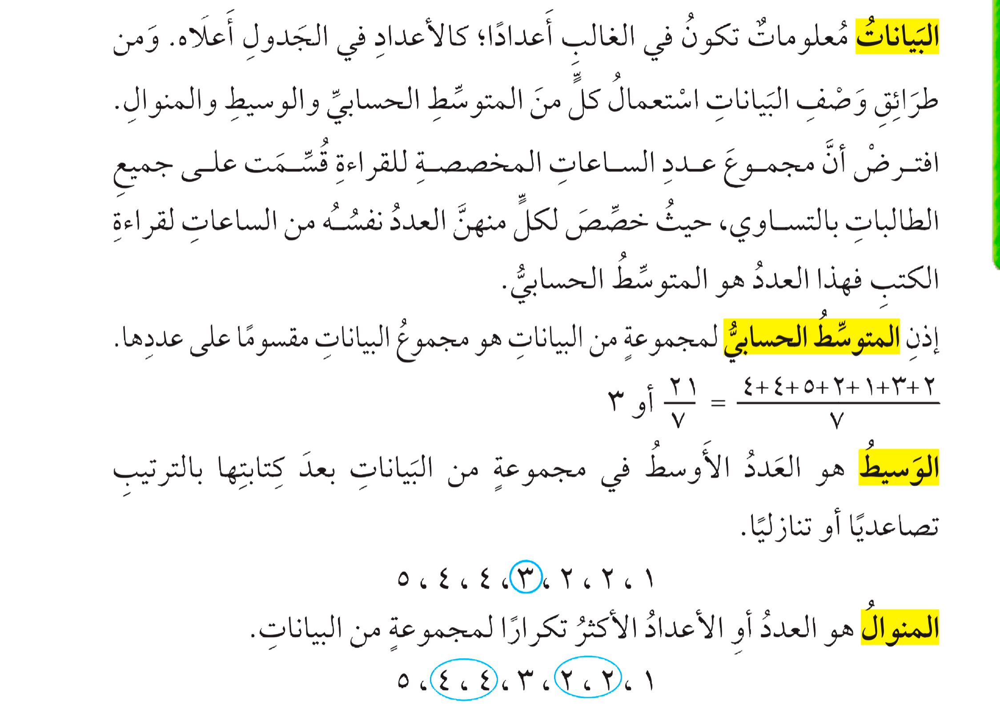 البَياناتُ مُعلوماتٌ تكونُ في الغالبِ أَعدادًا؛ كالأعدادِ في الجَدولِ أَعلَاه. وَمن
طرَائِقِ وَصْفِ البَياناتِ اسْتعمالُ كَلٍّ منَ المتوسِّطِ الحسابيِّ والوسيطِ والمنوالِ.
افترضْ أنَّ مجموعَ عددِ الساعاتِ المخصصةِ للقراءةِ قُسِّمَت على جميعِ
الطالباتِ بالتساوي، حيثُ خصِّصَ لكلٍّ منهنَّ العددُ نفسُهُ من الساعاتِ لقراءةِ
الكتبِ فهذا العددُ هو المتوسِّطُ الحسابيُّ.
إذنِ المتوسِّطُ الحسابيُّ لمجموعةٍ من البياناتِ هو مجموعُ البياناتِ مقسومًا على عددِها.
٢+٣+١+٢+٥+٤+٤ / ٧ = ٢١ / ٧ أو ٣
الوَسيطُ هو العَددُ الأَوسطُ في مجموعةٍ من البَياناتِ بعدَ كِتابتِها بالترتيبِ
تصاعديًا أو تنازليًا.
١ ، ٢ ، ٢ ، ٣ ، ٤ ، ٤ ، ٥
المنوالُ هو العددُ أوِ الأعدادُ الأكثرُ تكرارًا لمجموعةٍ من البياناتِ.
١ ، ٢ ، ٢ ، ٣ ، ٤ ، ٤ ، ٥